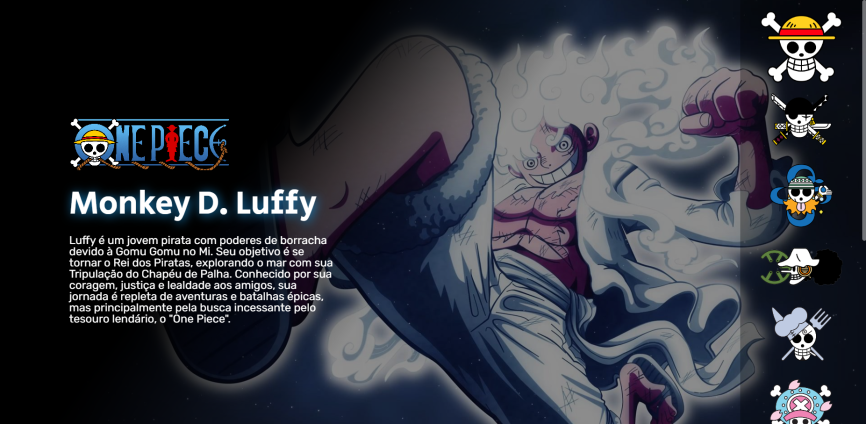 ONE PIECE
Monkey D. Luffy
Luffy é um jovem pirata com poderes de borracha
devido à Gomu Gomu no Mi. Seu objetivo é se
tornar o Rei dos Piratas, explorando o mar com sua
Tripulação do Chapéu de Palha. Conhecido por sua
coragem, justiça e lealdade aos amigos, sua
jornada é repleta de aventuras e batalhas épicas,
mas principalmente pela busca incessante pelo
tesouro lendário, o "One Piece".